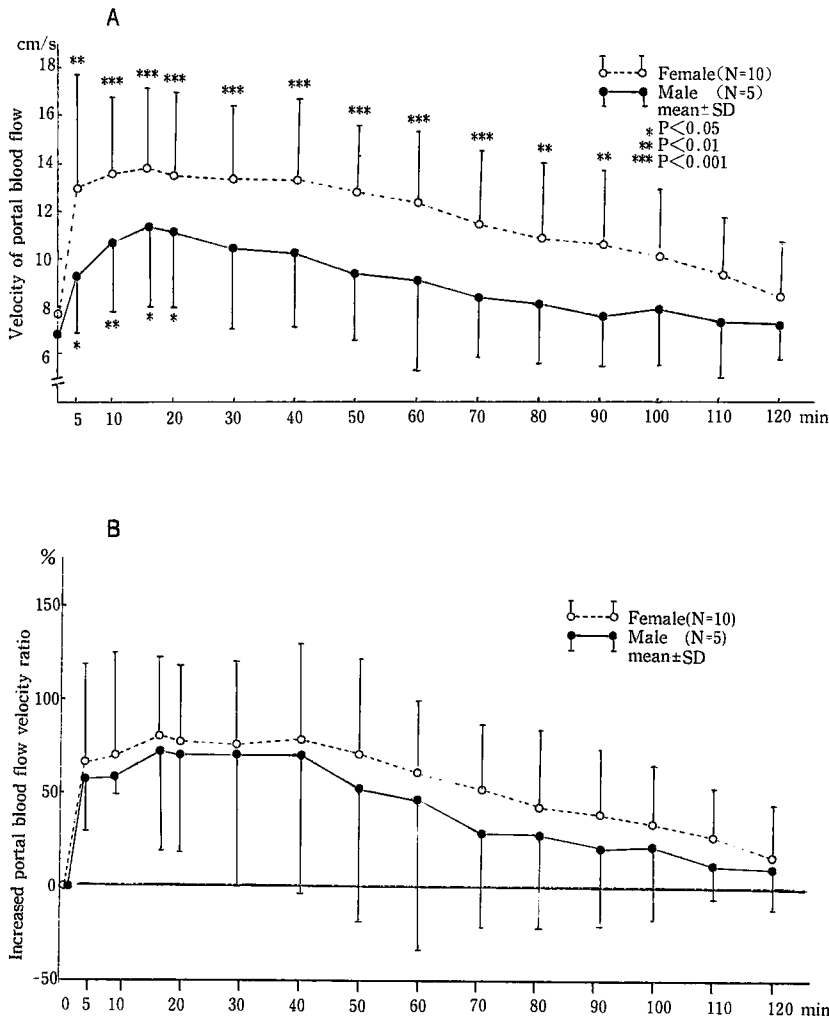 A
cm/s
18
16
14
12
10
8
6
Velocity of portal blood flow
** *** *** *** *** *** *** *** *** ** **
* ** * *
Female(N=10)
Male (N=5)
mean±SD
* P<0.05
** P<0.01
*** P<0.001
5 10 20 30 40 50 60 70 80 90 100 110 120 min
B
%
150
100
50
0
-50
Increased portal blood flow velocity ratio
Female(N=10)
Male (N=5)
mean±SD
0 5 10 20 30 40 50 60 70 80 90 100 110 120 min